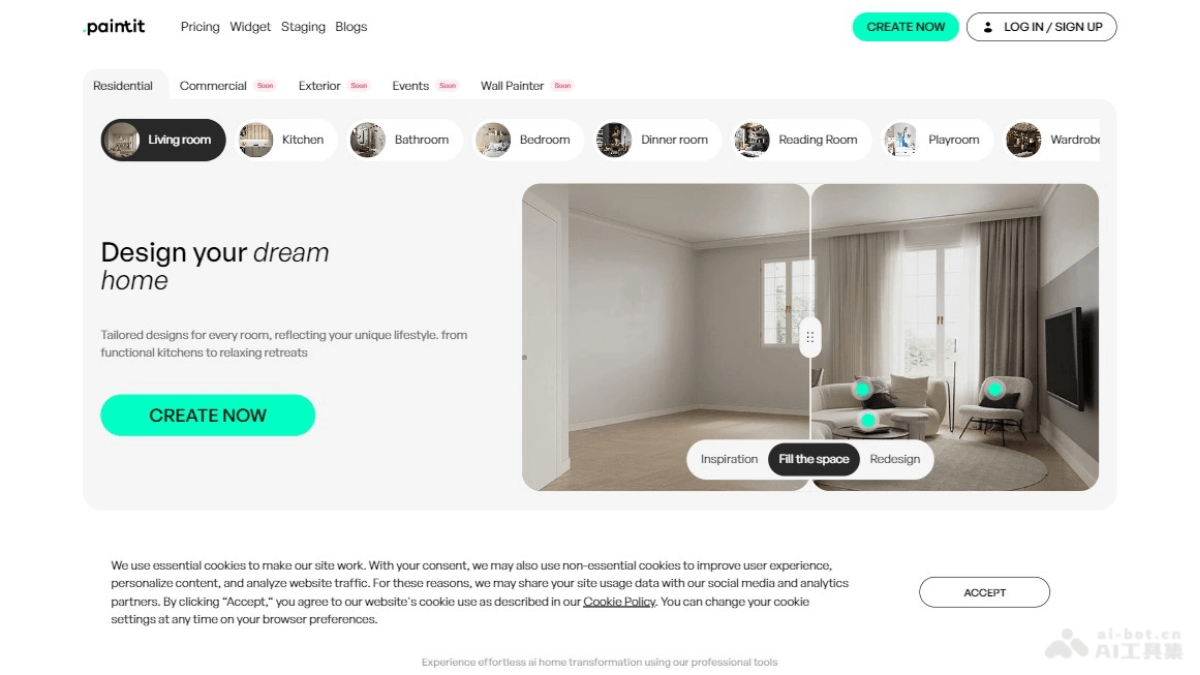 .paintit
Pricing Widget Staging Blogs
CREATE NOW
LOG IN / SIGN UP
Residential
Commercial Soon
Exterior Soon
Events Soon
Wall Painter Soon
Living room
Kitchen
Bathroom
Bedroom
Dinner room
Reading Room
Playroom
Wardrobe
Design your dream
home
Tailored designs for every room, reflecting your unique lifestyle. from
functional kitchens to relaxing retreats
CREATE NOW
Inspiration
Fill the space
Redesign
We use essential cookies to make our site work. With your consent, we may also use non-essential cookies to improve user experience,
personalize content, and analyze website traffic. For these reasons, we may share your site usage data with our social media and analytics
partners. By clicking "Accept," you agree to our website's cookie use as described in our Cookie Policy. You can change your cookie
settings at any time on your browser preferences.
ACCEPT
Experience effortless ai home transformation using our professional tools
ai-bot.cn
AI工具集